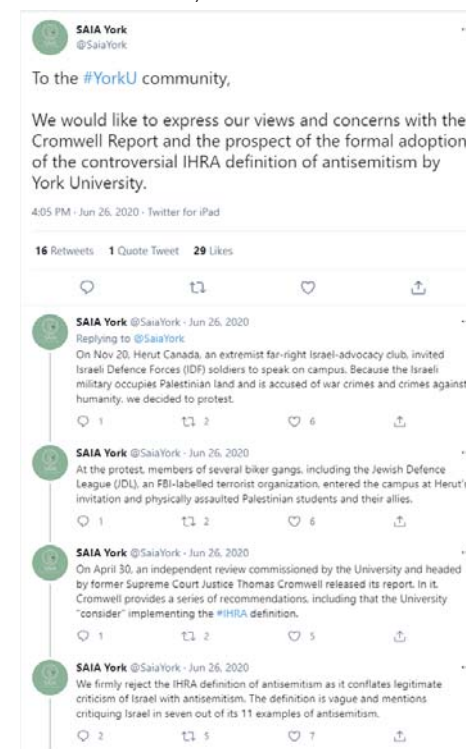 SAIA York
@SaiaYork
To the #YorkU community,
We would like to express our views and concerns with the
Cromwell Report and the prospect of the formal adoption
of the controversial IHRA definition of antisemitism by
York University.
4:05 PM · Jun 26, 2020 · Twitter for iPad
16 Retweets 1 Quote Tweet 29 Likes
SAIA York @SaiaYork · Jun 26, 2020
Replying to @SaiaYork
On Nov 20, Herut Canada, an extremist far-right Israel-advocacy club, invited
Israeli Defence Forces (IDF) soldiers to speak on campus. Because the Israeli
military occupies Palestinian land and is accused of war crimes and crimes against
humanity, we decided to protest.
1 2 6
SAIA York @SaiaYork · Jun 26, 2020
At the protest, members of several biker gangs, including the Jewish Defence
League (JDL), an FBI-labelled terrorist organization, entered the campus at Herut's
invitation and physically assaulted Palestinian students and their allies.
1 2 6
SAIA York @SaiaYork · Jun 26, 2020
On April 30, an independent review commissioned by the University and headed
by former Supreme Court Justice Thomas Cromwell released its report. In it,
Cromwell provides a series of recommendations, including that the University
"consider" implementing the #IHRA definition.
1 2 5
SAIA York @SaiaYork · Jun 26, 2020
We firmly reject the IHRA definition of antisemitism as it conflates legitimate
criticism of Israel with antisemitism. The definition is vague and mentions
critiquing Israel in seven out of its 11 examples of antisemitism.
2 5 7